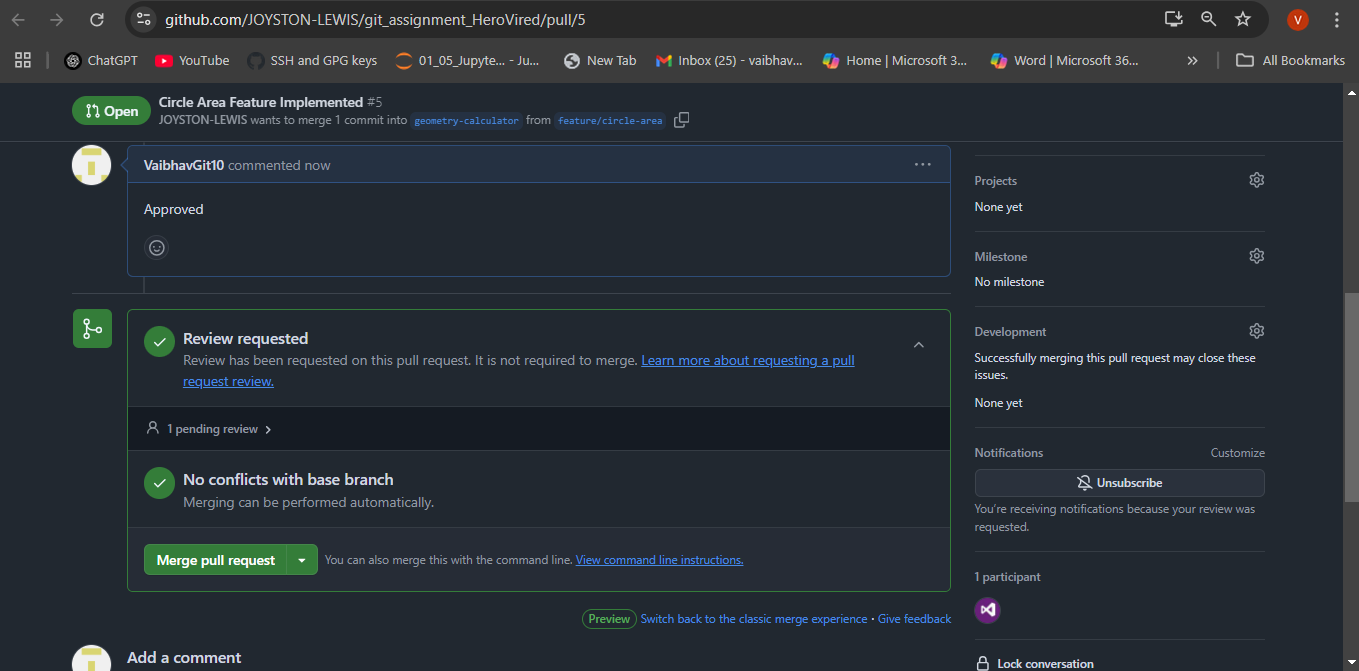 github.com/JOYSTON-LEWIS/git_assignment_HeroVired/pull/5
V
ChatGPT
YouTube
SSH and GPG keys
01_05_Jupyte... - Ju...
New Tab
Inbox (25) - vaibhav...
Home | Microsoft 3...
Word | Microsoft 36...
»
All Bookmarks
Open
Circle Area Feature Implemented #5
JOYSTON-LEWIS wants to merge 1 commit into geometry-calculator from feature/circle-area
VaibhavGit10 commented now
Approved
Review requested
Review has been requested on this pull request. It is not required to merge. Learn more about requesting a pull
request review.
1 pending review
No conflicts with base branch
Merging can be performed automatically.
Merge pull request
You can also merge this with the command line. View command line instructions.
Preview Switch back to the classic merge experience • Give feedback
Add a comment
Projects
None yet
Milestone
No milestone
Development
Successfully merging this pull request may close these
issues.
None yet
Notifications
Customize
Unsubscribe
You're receiving notifications because your review was
requested.
1 participant
Lock conversation